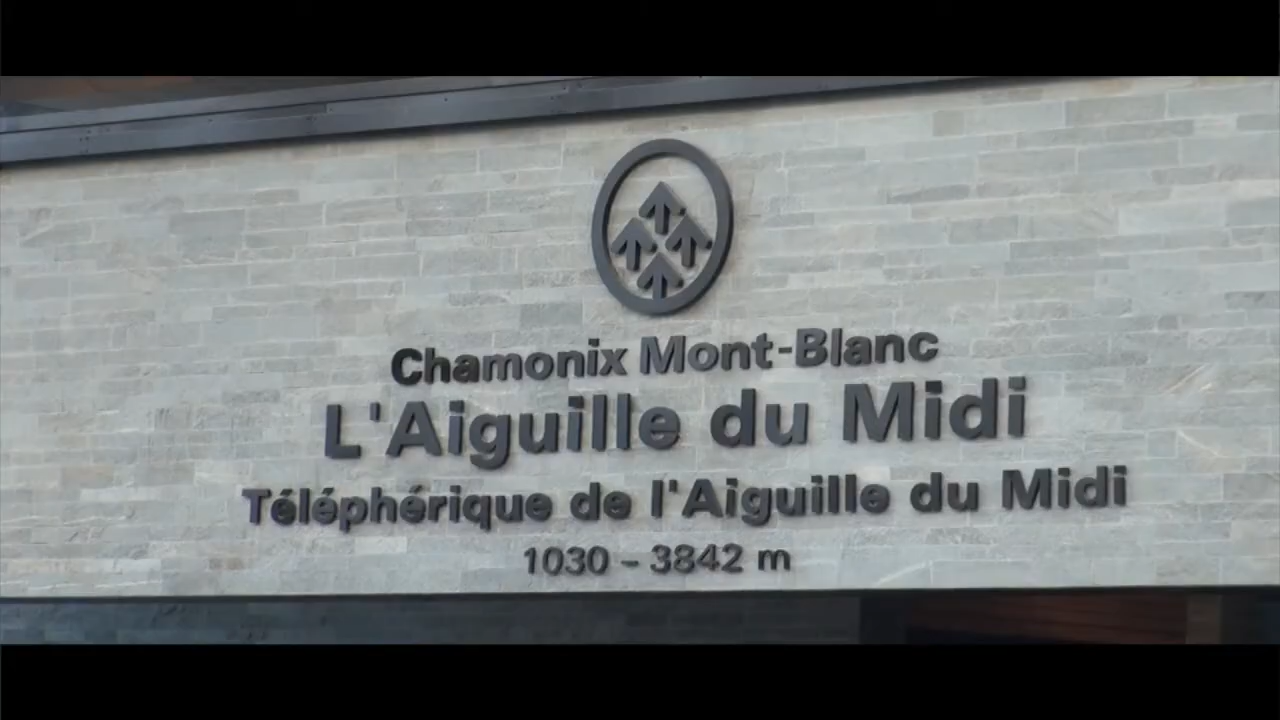 Chamonix Mont-Blanc
L'Aiguille du Midi
Téléphérique de l'Aiguille du Midi
1030 – 3842 m